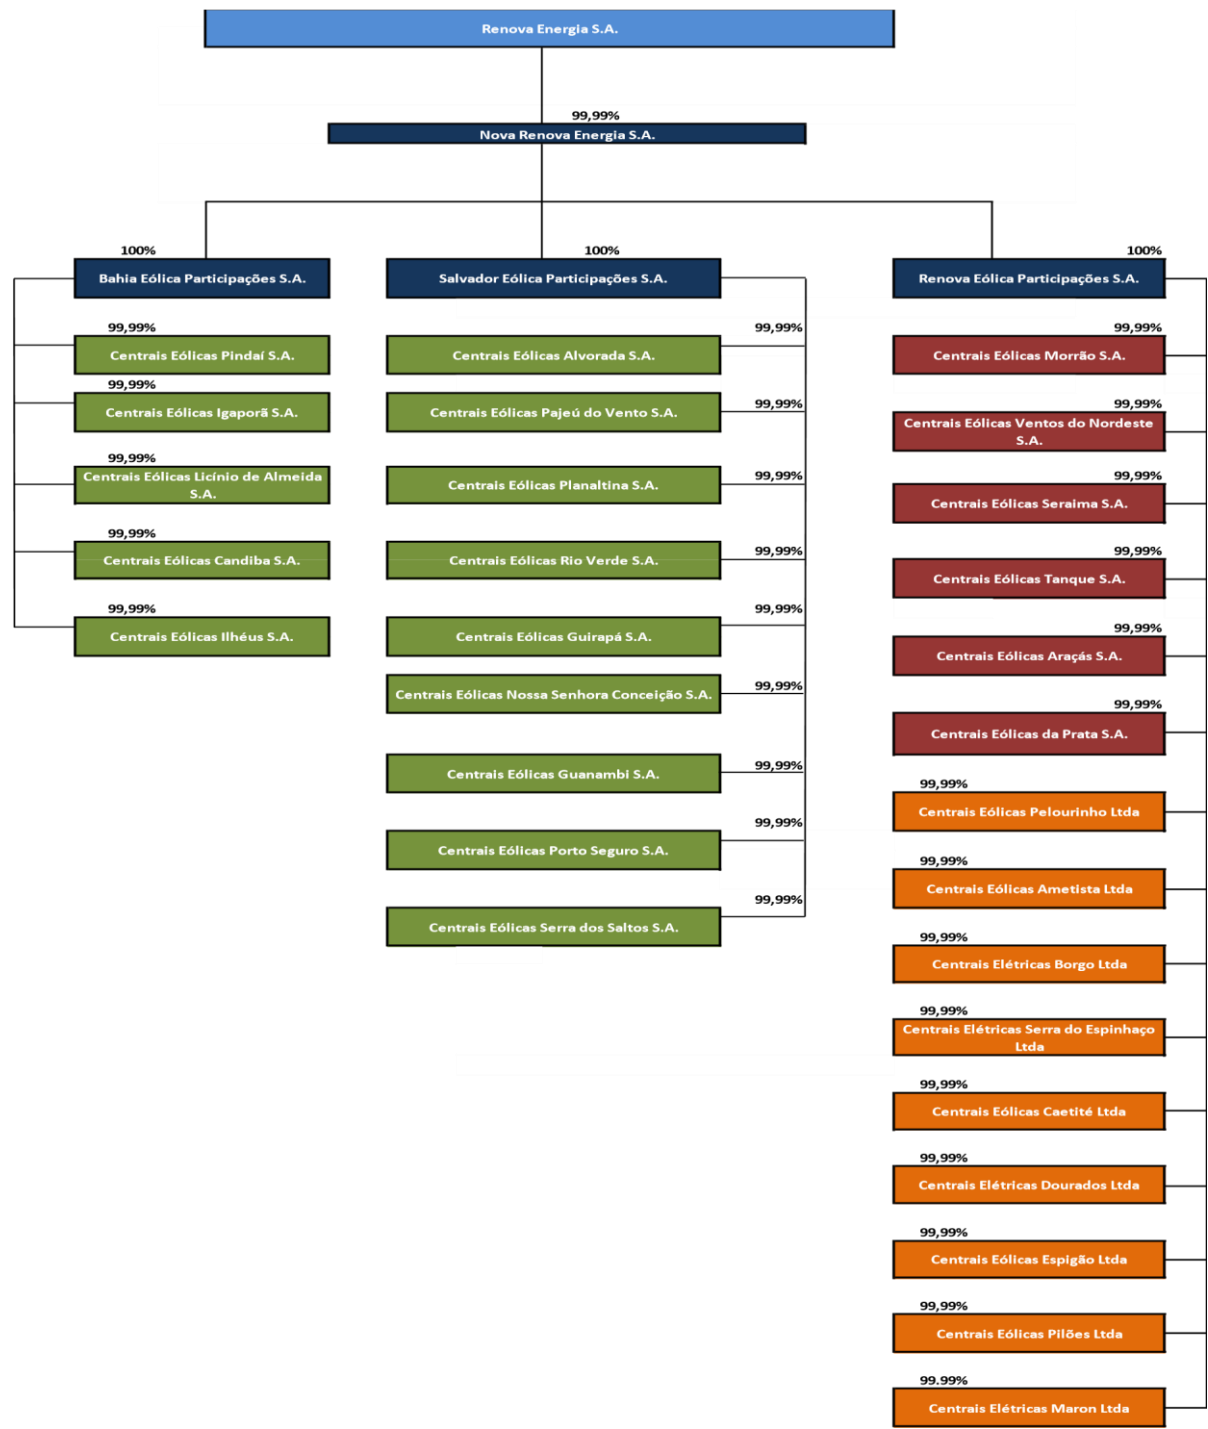 Renova Energia S.A.
99,99%
Nova Renova Energia S.A.
100%
Bahia Eólica Participações S.A.
99,99%
Centrais Eólicas Pindaí S.A.
99,99%
Centrais Eólicas Igaporã S.A.
99,99%
Centrais Eólicas Licínio de Almeida
S.A.
99,99%
Centrais Eólicas Candiba S.A.
99,99%
Centrais Eólicas Ilhéus S.A.
100%
Salvador Eólica Participações S.A.
99,99%
Centrais Eólicas Alvorada S.A.
99,99%
Centrais Eólicas Pajeú do Vento S.A.
99,99%
Centrais Eólicas Planaltina S.A.
99,99%
Centrais Eólicas Rio Verde S.A.
99,99%
Centrais Eólicas Guirapá S.A.
99,99%
Centrais Eólicas Nossa Senhora Conceição S.A.
99,99%
Centrais Eólicas Guanambi S.A.
99,99%
Centrais Eólicas Porto Seguro S.A.
99,99%
Centrais Eólicas Serra dos Saltos S.A.
100%
Renova Eólica Participações S.A.
99,99%
Centrais Eólicas Morrão S.A.
99,99%
Centrais Eólicas Ventos do Nordeste
S.A.
99,99%
Centrais Eólicas Seraima S.A.
99,99%
Centrais Eólicas Tanque S.A.
99,99%
Centrais Eólicas Araçás S.A.
99,99%
Centrais Eólicas da Prata S.A.
99,99%
Centrais Eólicas Pelourinho Ltda
99,99%
Centrais Eólicas Ametista Ltda
99,99%
Centrais Elétricas Borgo Ltda
99,99%
Centrais Elétricas Serra do Espinhaço
Ltda
99,99%
Centrais Eólicas Caetité Ltda
99,99%
Centrais Elétricas Dourados Ltda
99,99%
Centrais Eólicas Espigão Ltda
99,99%
Centrais Eólicas Pilões Ltda
99.99%
Centrais Elétricas Maron Ltda